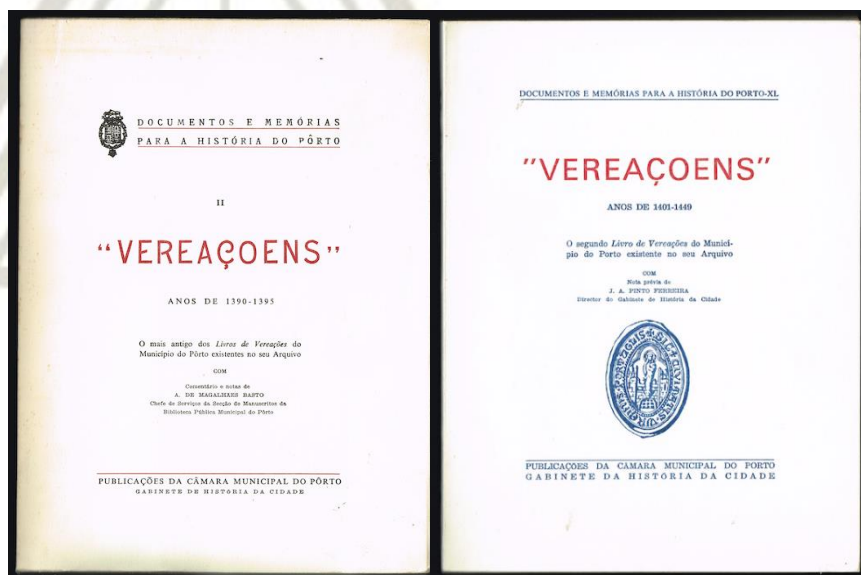 DOCUMENTOS E MEMÓRIAS
PARA A HISTÓRIA DO PÔRTO
II
“VEREAÇOENS”
ANOS DE 1390-1395
O mais antigo dos Livros de Vereações do
Município do Pôrto existentes no seu Arquivo
COM
Comentário e notas de
A. DE MAGALHÃES BASTO
Chefe de Serviços da Secção de Manuscritos da
Biblioteca Pública Municipal do Pôrto
PUBLICAÇÕES DA CÂMARA MUNICIPAL DO PÔRTO
GABINETE DE HISTÓRIA DA CIDADE
DOCUMENTOS E MEMÓRIAS PARA A HISTÓRIA DO PORTO-XL
"VEREAÇOENS"
ANOS DE 1401-1449
O segundo Livro de Vereações do Municí-
pio do Porto existente no seu Arquivo
COM
Nota prévia de
J. A. PINTO FERREIRA
Director do Gabinete de História da Cidade
PUBLICAÇÕES DA CÂMARA MUNICIPAL DO PORTO
GABINETE DA HISTÓRIA DA CIDADE